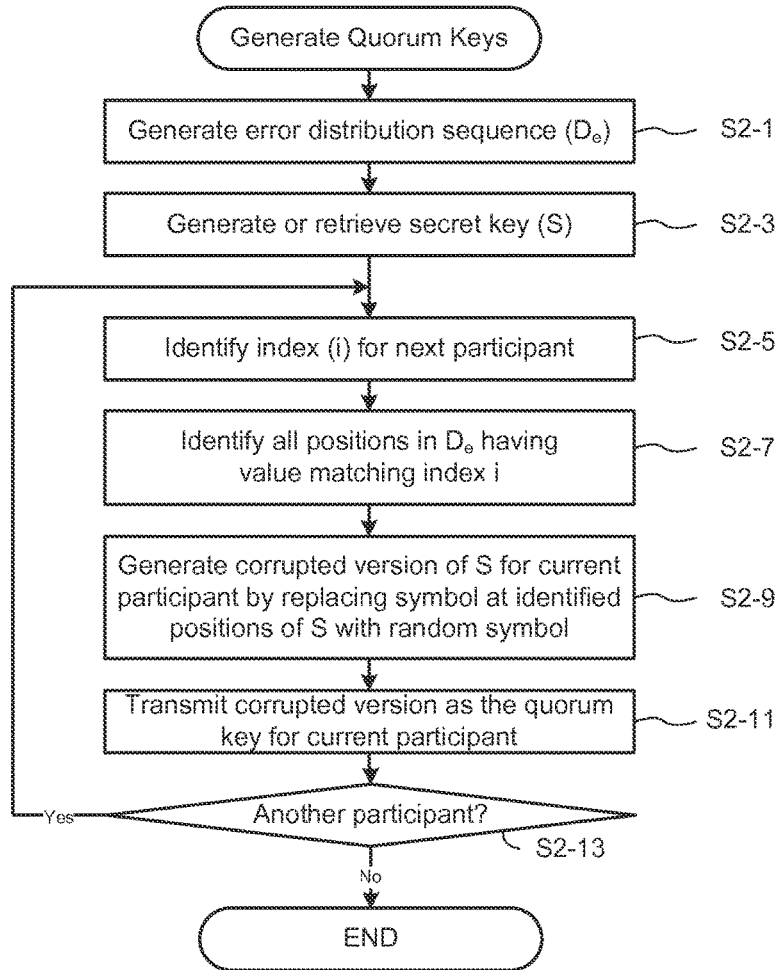 Generate Quorum Keys
Generate error distribution sequence (Dₑ)
S2-1
Generate or retrieve secret key (S)
S2-3
Identify index (i) for next participant
S2-5
Identify all positions in Dₑ having
value matching index i
S2-7
Generate corrupted version of S for current
participant by replacing symbol at identified
positions of S with random symbol
S2-9
Transmit corrupted version as the quorum
key for current participant
S2-11
Another participant?
Yes
S2-13
No
END